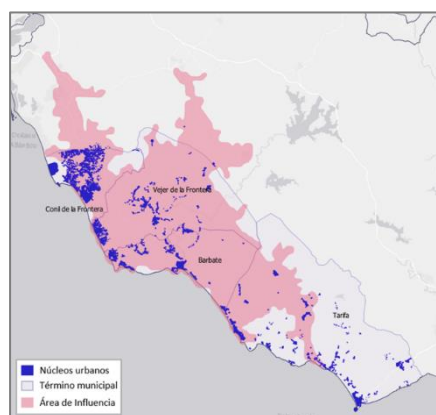 Vejer de la Frontera
Conil de la Frontera
Barbate
Tarifa
Núcleos urbanos
Término municipal
Área de Influencia